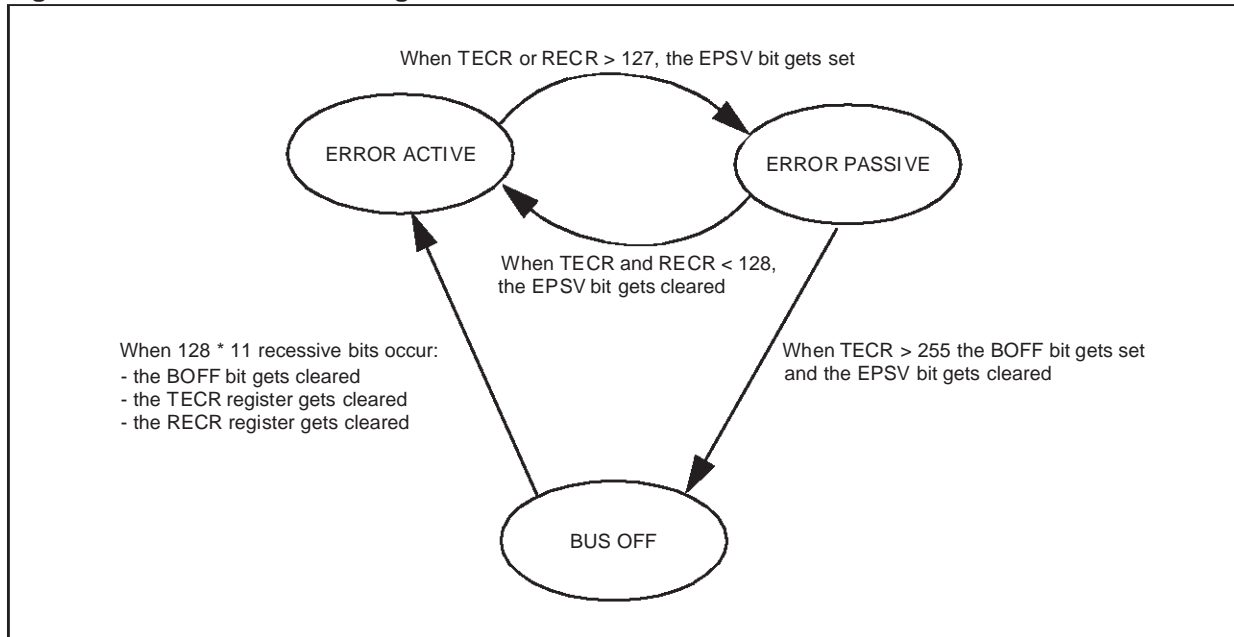 When TECR or RECR > 127, the EPSV bit gets set
ERROR ACTIVE
ERROR PASSIVE
When TECR and RECR < 128,
the EPSV bit gets cleared
When 128 * 11 recessive bits occur:
- the BOFF bit gets cleared
- the TECR register gets cleared
- the RECR register gets cleared
When TECR > 255 the BOFF bit gets set
and the EPSV bit gets cleared
BUS OFF